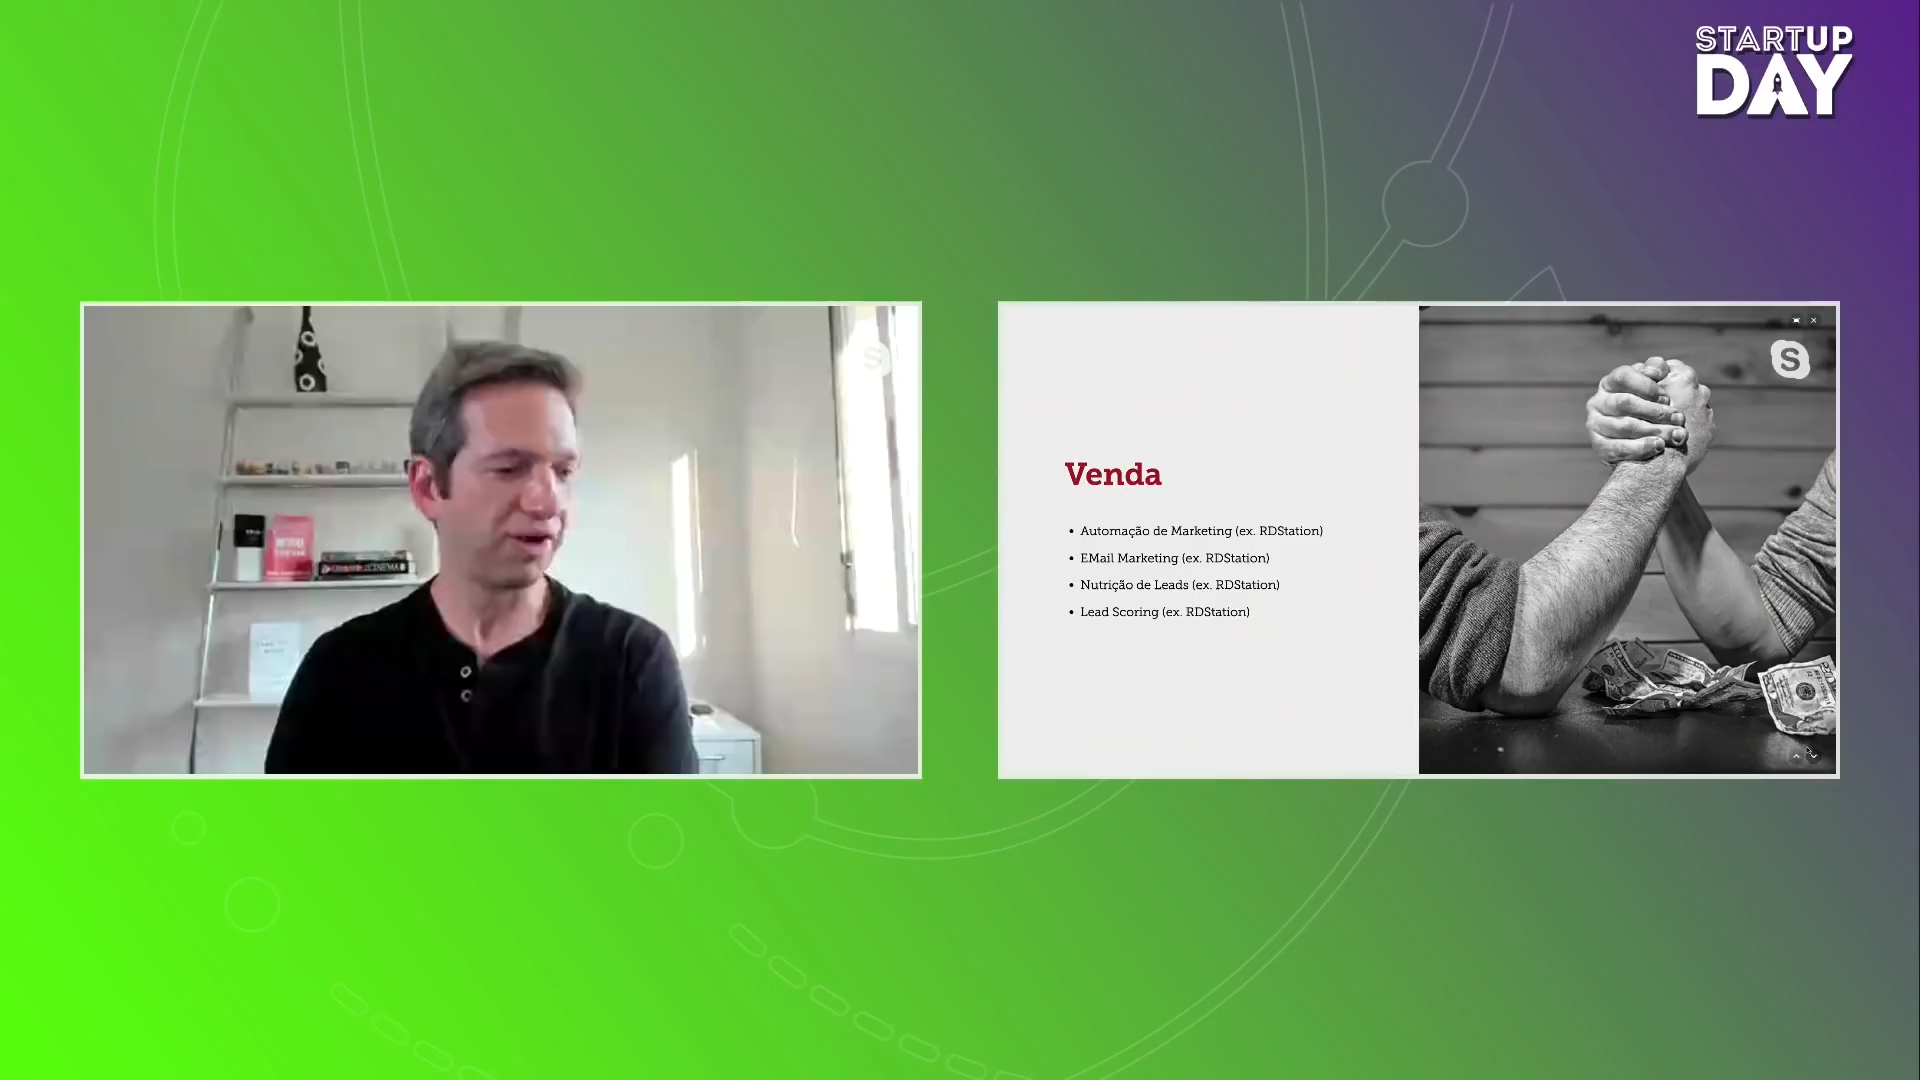 STARTUP
DAY
Venda
• Automação de Marketing (ex. RDStation)
• EMail Marketing (ex. RDStation)
• Nutrição de Leads (ex. RDStation)
• Lead Scoring (ex. RDStation)
CINEMA
S